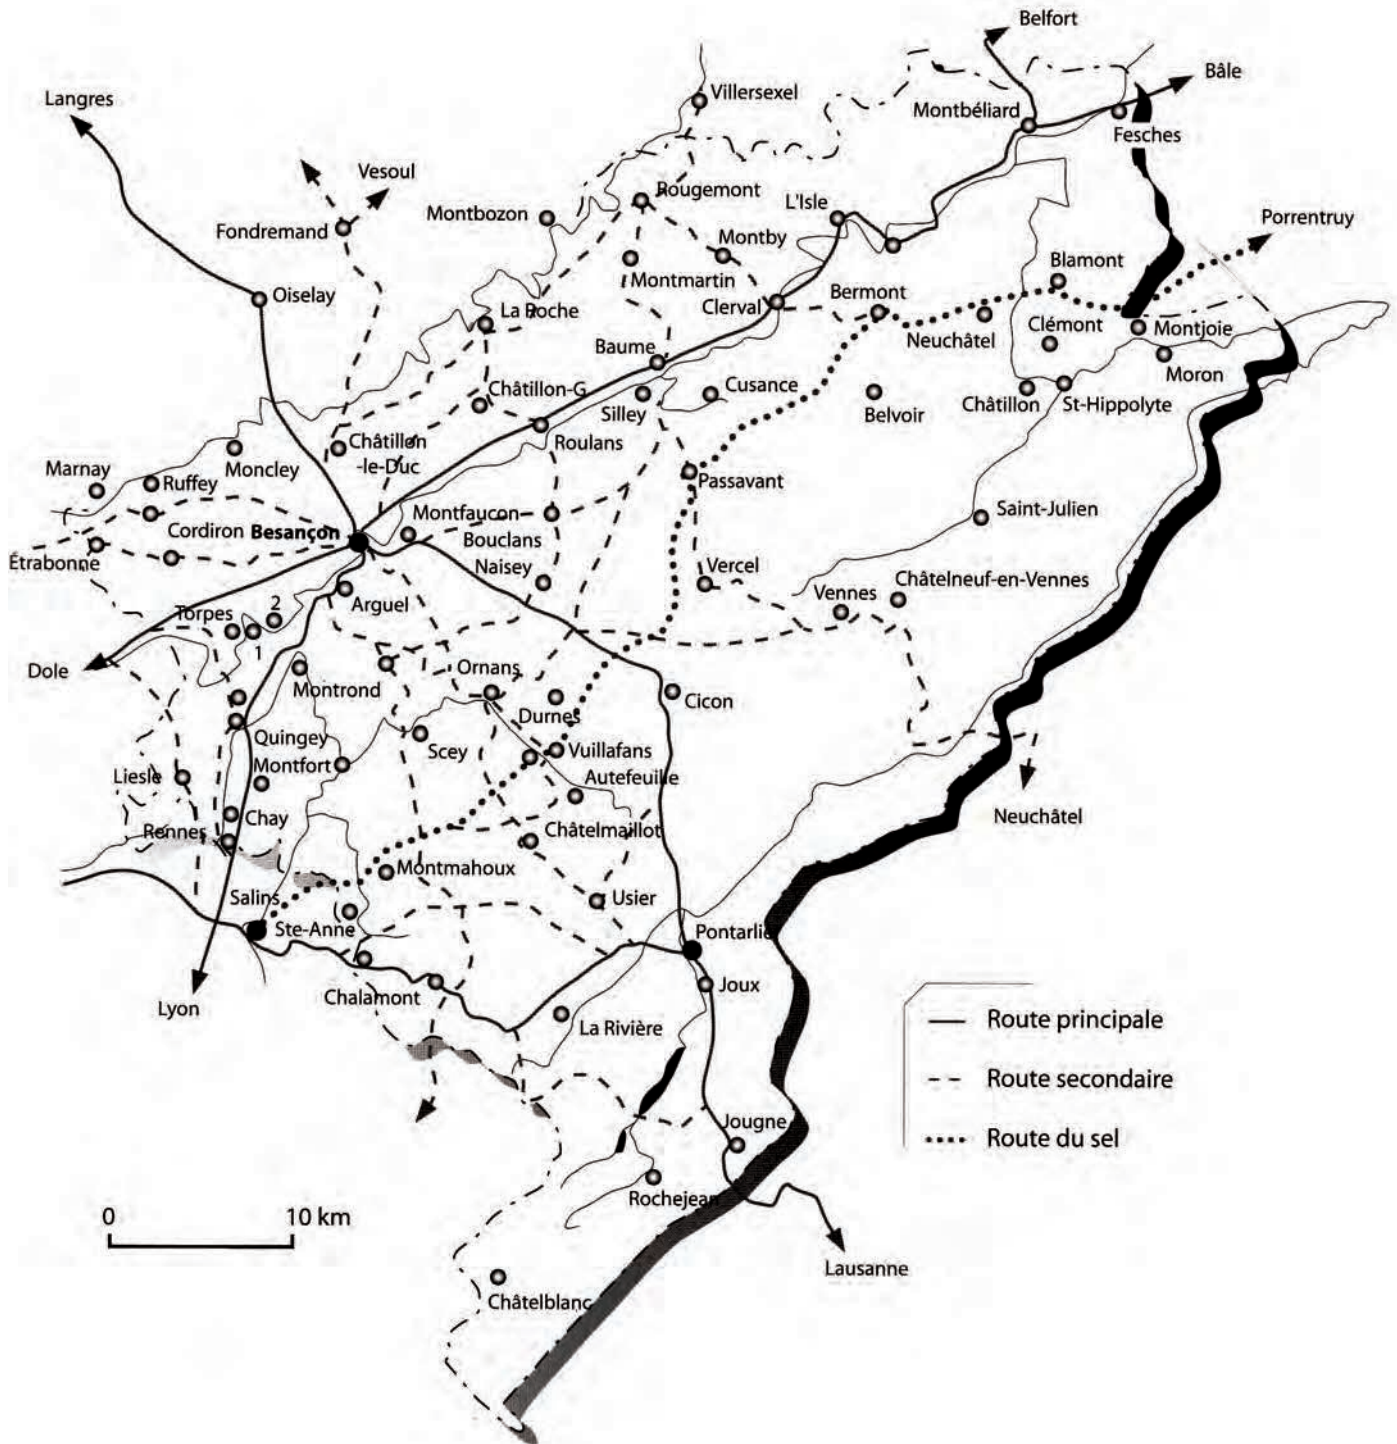 Belfort
Bâle
Langres
Villersexel
Montbéliard
Fesches
Vesoul
Fondremand
Montbozon
Rougemont
L'Isle
Porrentruy
Montby
Montmartin
Blamont
Oiselay
La Roche
Clerval
Bermont
Neuchâtel
Clémont
Montjoie
Moron
Baume
Châtillon-G
Silley
Cusance
Belvoir
Châtillon
St-Hippolyte
Roulans
Châtillon
-le-Duc
Moncley
Marnay
Ruffey
Passavant
Cordiron
Besançon
Montfaucon
Bouclans
Saint-Julien
Étrabonne
Naisey
Vercel
Châtelneuf-en-Vennes
Vennes
Arguel
Torpes
2
1
Dole
Montrond
Ornans
Cicon
Durnes
Scey
Quingey
Vuillafans
Montfort
Autefeuille
Liesle
Neuchâtel
Chay
Rennes
Châtelmaillot
Montmahoux
Salins
Usier
Ste-Anne
Pontarlie
Joux
Chalamont
Lyon
La Rivière
Route principale
Route secondaire
Route du sel
Jougne
Rochejean
0 10 km
Lausanne
Châtelblanc